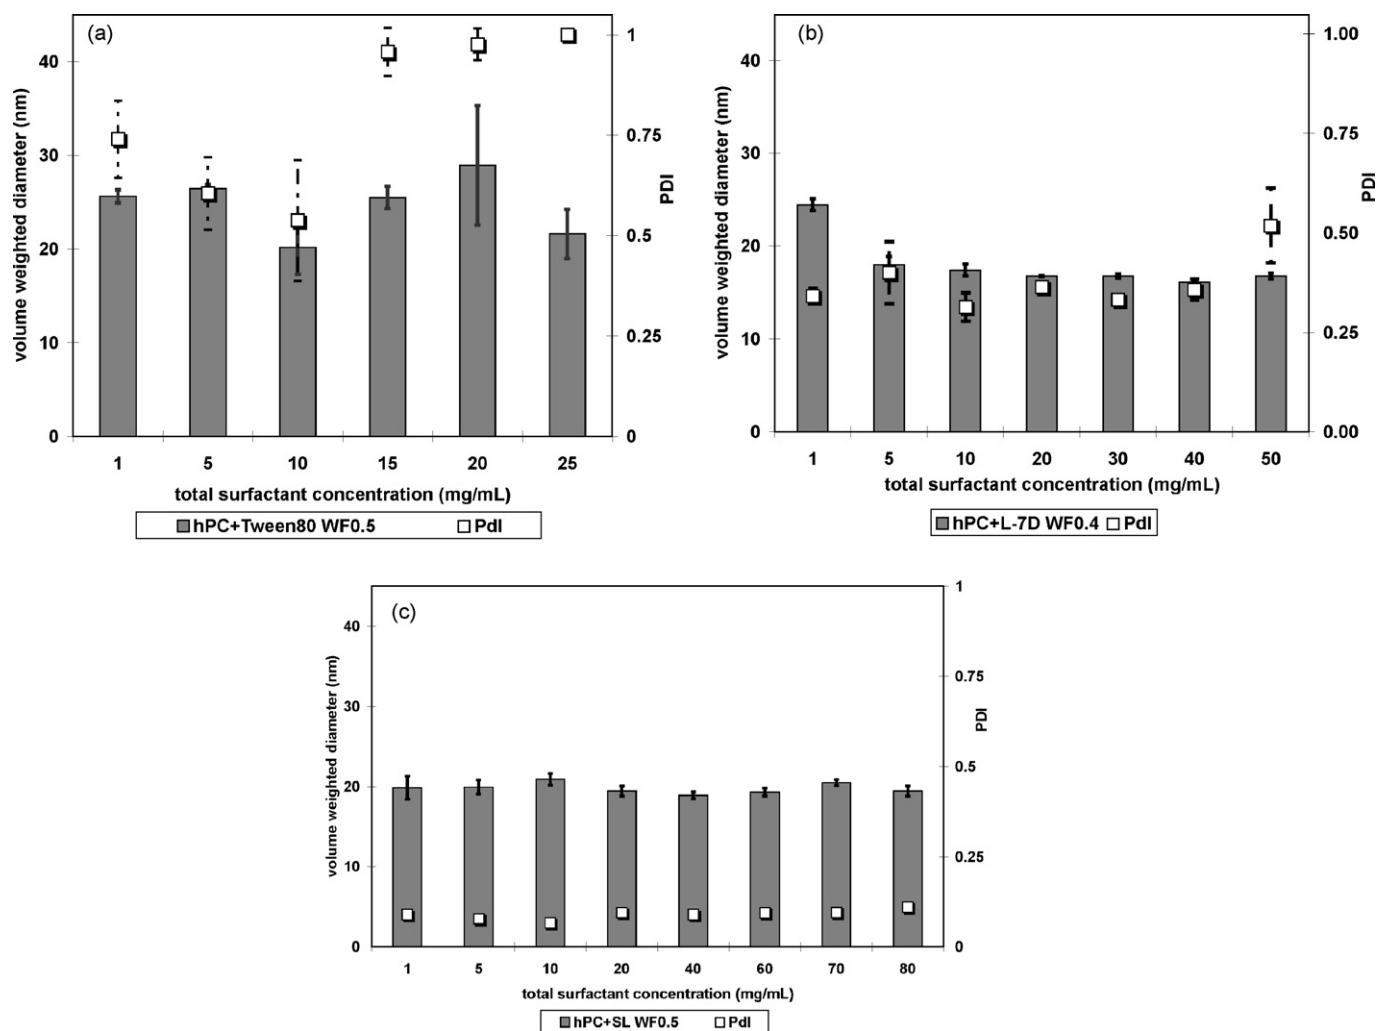 (a)
volume weighted diameter (nm)
40
30
20
10
0
1
0.75
0.5
0.25
0
PDI
1 5 10 15 20 25
total surfactant concentration (mg/mL)
hPC+Tween80 WF0.5 PdI
(b)
volume weighted diameter (nm)
40
30
20
10
0
1.00
0.75
0.50
0.25
0.00
PDI
1 5 10 20 30 40 50
total surfactant concentration (mg/mL)
hPC+L-7D WF0.4 PdI
(c)
volume weighted diameter (nm)
40
30
20
10
0
1
0.75
0.5
0.25
0
PDI
1 5 10 20 40 60 70 80
total surfactant concentration (mg/mL)
hPC+SL WF0.5 PdI